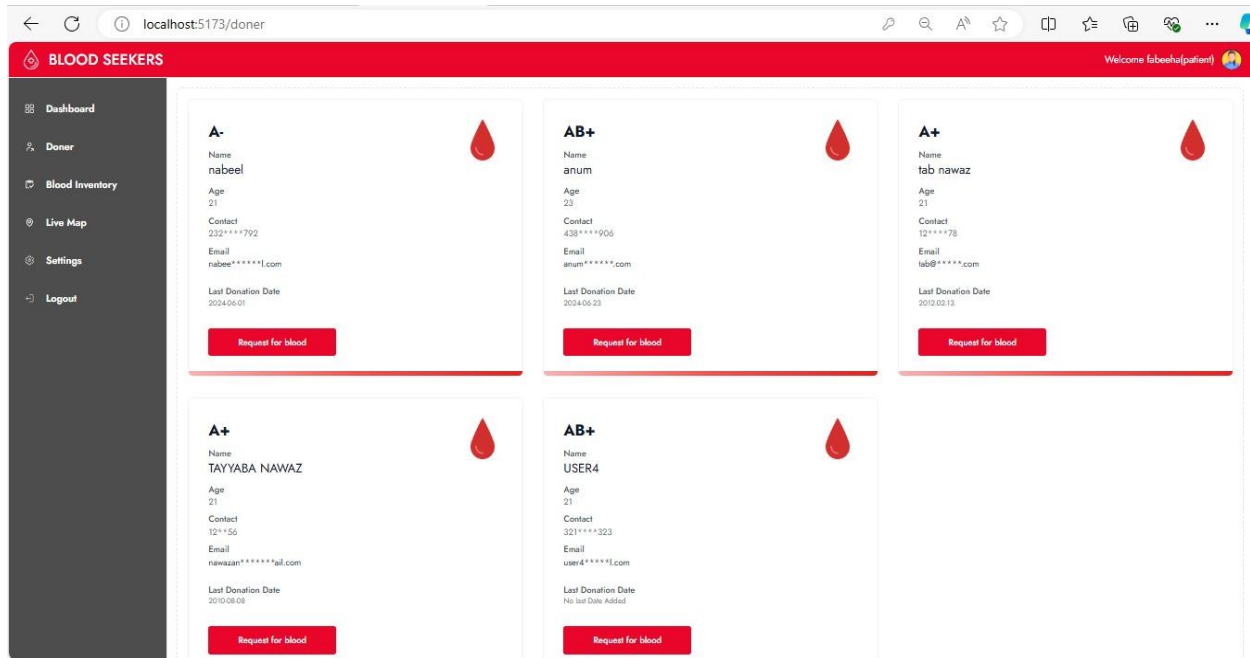 localhost:5173/doner
BLOOD SEEKERS
Welcome fabeeha(patient)
Dashboard
Doner
Blood Inventory
Live Map
Settings
Logout
A-
Name
nabeel
Age
21
Contact
232****792
Email
nabee******l.com
Last Donation Date
2024-06-01
Request for blood
AB+
Name
anum
Age
23
Contact
438****906
Email
anum******.com
Last Donation Date
2024-06-23
Request for blood
A+
Name
tab nawaz
Age
21
Contact
12****78
Email
tab@*****.com
Last Donation Date
2012-02-13
Request for blood
A+
Name
TAYYABA NAWAZ
Age
21
Contact
12**56
Email
nawazan*******ail.com
Last Donation Date
2010-08-08
Request for blood
AB+
Name
USER4
Age
21
Contact
321****323
Email
user4*****l.com
Last Donation Date
No last Date Added
Request for blood